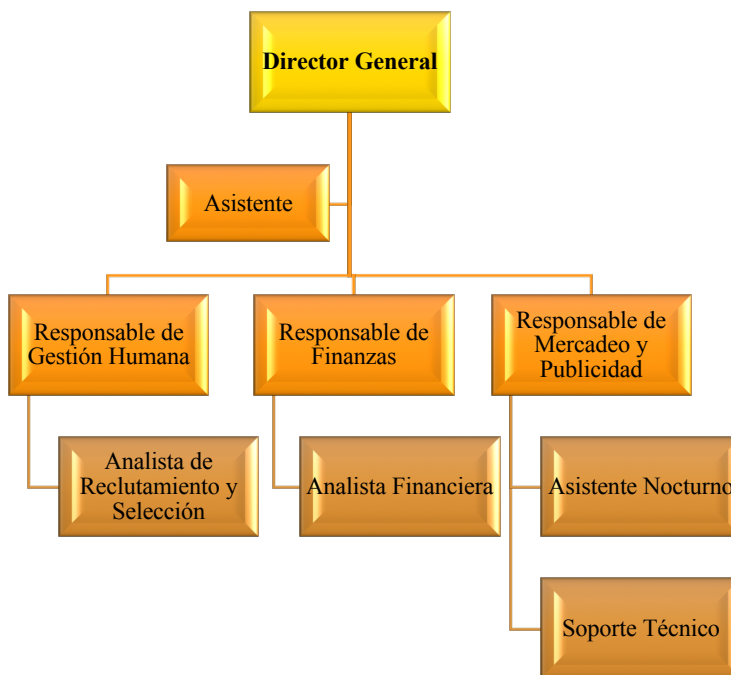 Director General
Asistente
Responsable de
Gestión Humana
Responsable de
Finanzas
Responsable de
Mercadeo y
Publicidad
Analista de
Reclutamiento y
Selección
Analista Financiera
Asistente Nocturno
Soporte Técnico